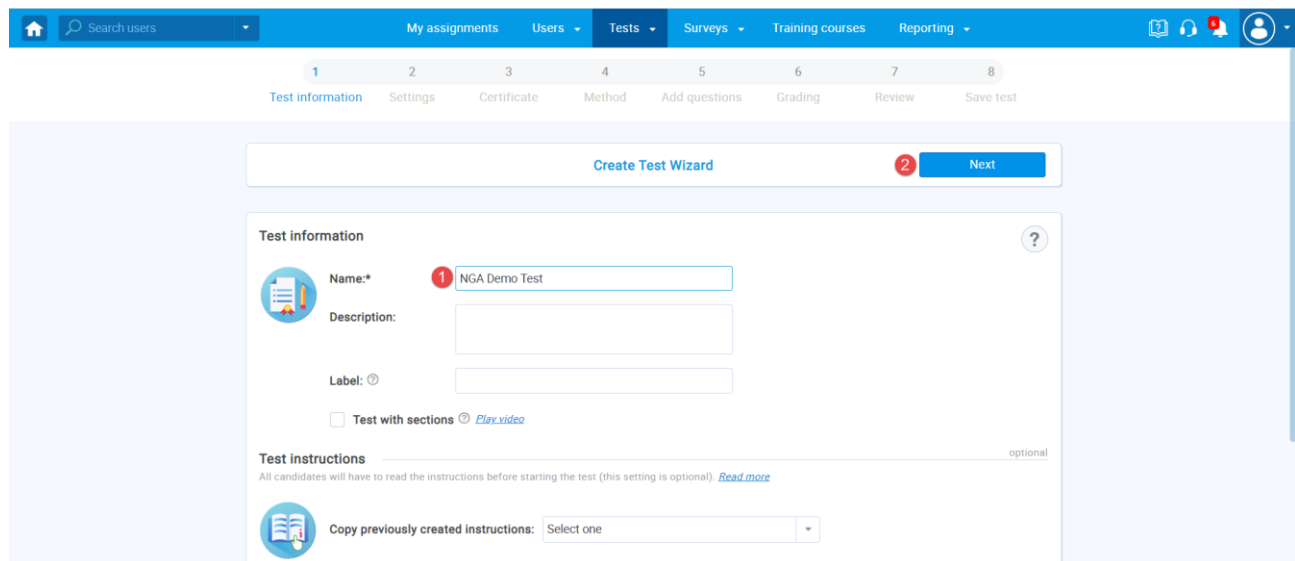 Search users
My assignments Users Tests Surveys Training courses Reporting
6
1 2 3 4 5 6 7 8
Test information Settings Certificate Method Add questions Grading Review Save test
Create Test Wizard 2 Next
Test information
?
Name:* 1 NGA Demo Test
Description:
Label: ?
Test with sections ? Play video
Test instructions optional
All candidates will have to read the instructions before starting the test (this setting is optional). Read more
Copy previously created instructions: Select one